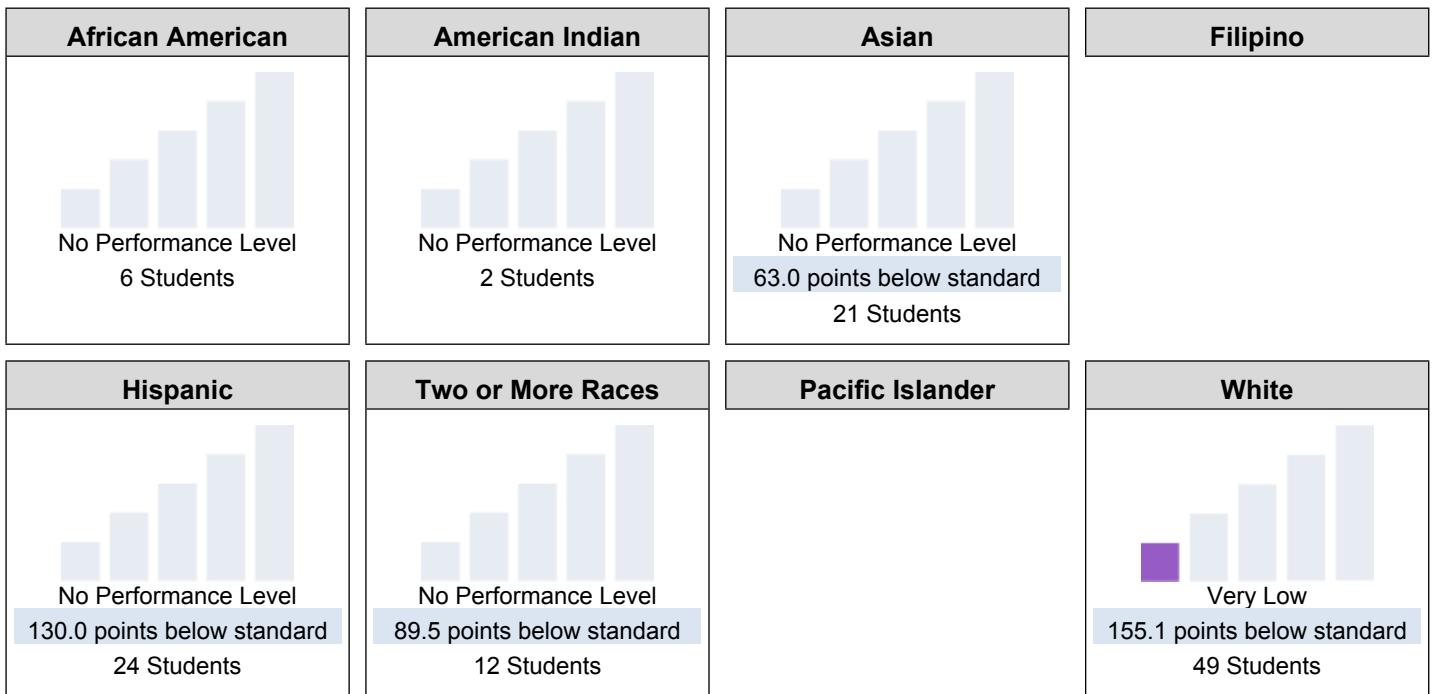 African American
No Performance Level
6 Students
American Indian
No Performance Level
2 Students
Asian
No Performance Level
63.0 points below standard
21 Students
Filipino
Hispanic
No Performance Level
130.0 points below standard
24 Students
Two or More Races
No Performance Level
89.5 points below standard
12 Students
Pacific Islander
White
Very Low
155.1 points below standard
49 Students